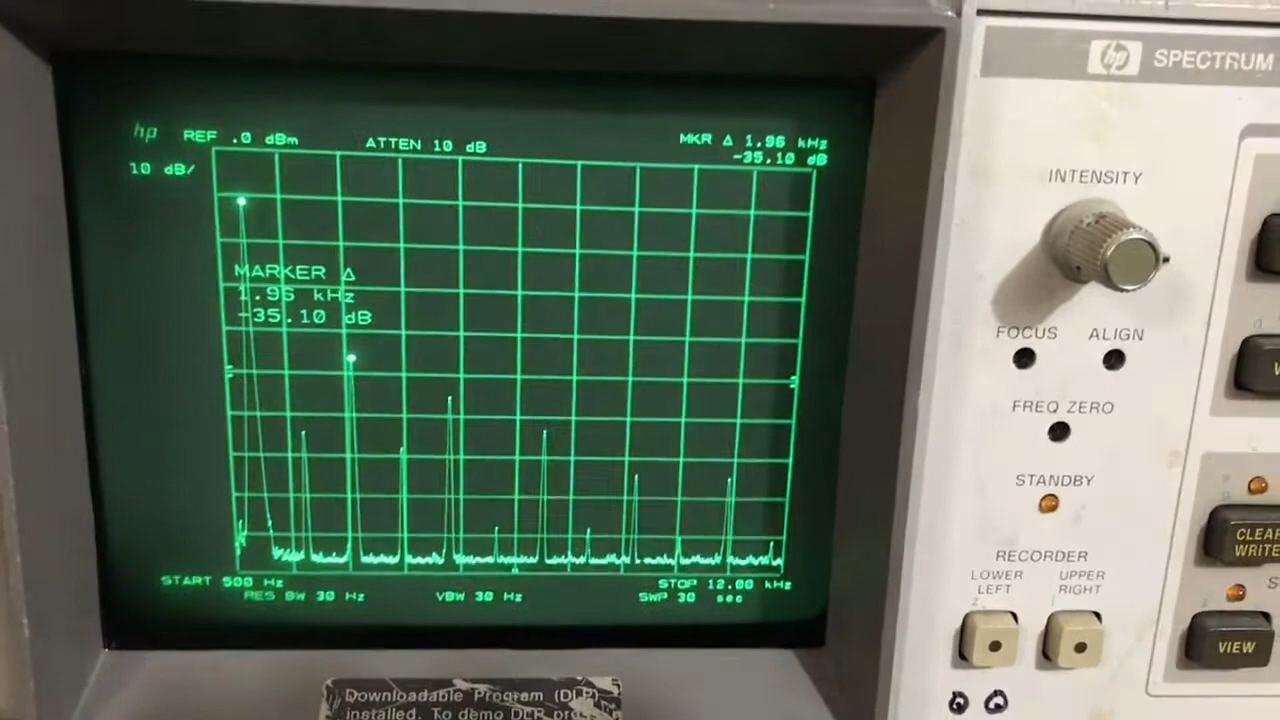 hp REF .0 dBm ATTEN 10 dB MKR Δ 1.96 kHz
-35.10 dB
10 dB/
MARKER Δ
1.96 kHz
-35.10 dB
START 500 Hz STOP 12.00 kHz
RES BW 30 Hz VBW 30 Hz SWP 30 sec
hp SPECTRUM
INTENSITY
FOCUS ALIGN
FREQ ZERO
STANDBY
RECORDER
LOWER LEFT
UPPER RIGHT
CLEAR
WRITE
VIEW
Downloadable Program (DLP)
installed. To demo DLP